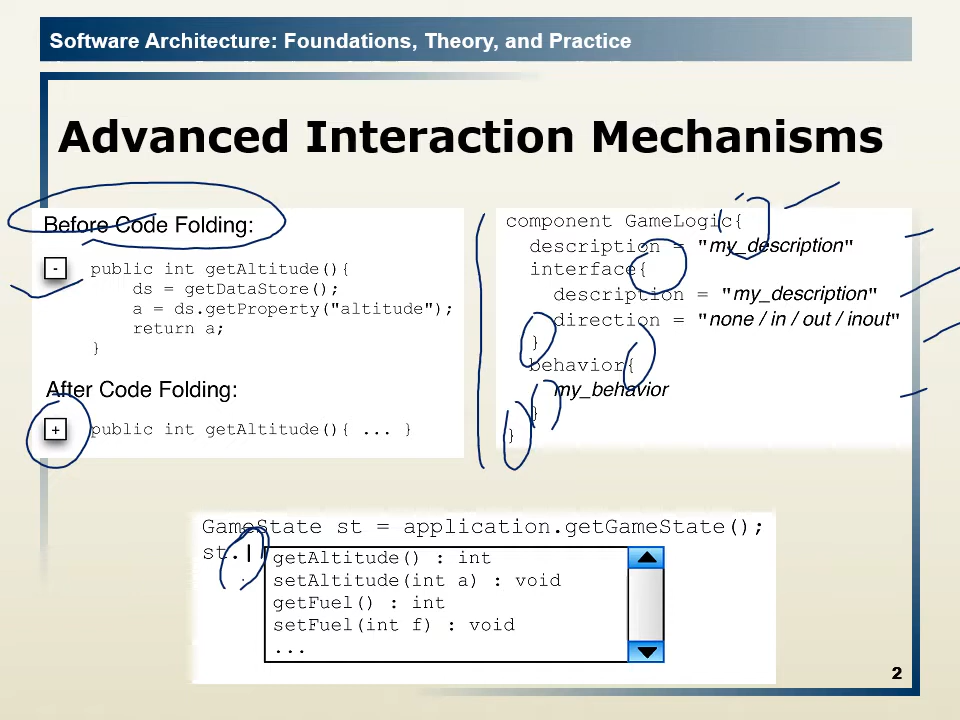 Software Architecture: Foundations, Theory, and Practice
Advanced Interaction Mechanisms
Before Code Folding:
- public int getAltitude(){
ds = getDataStore();
a = ds.getProperty("altitude");
return a;
}
After Code Folding:
+ public int getAltitude(){ ... }
component GameLogic{
description = "my_description"
interface{
description = "my_description"
direction = "none / in / out / inout"
}
behavior{
my_behavior
}
}
GameState st = application.getGameState();
st.|
getAltitude() : int
setAltitude(int a) : void
getFuel() : int
setFuel(int f) : void
...
2